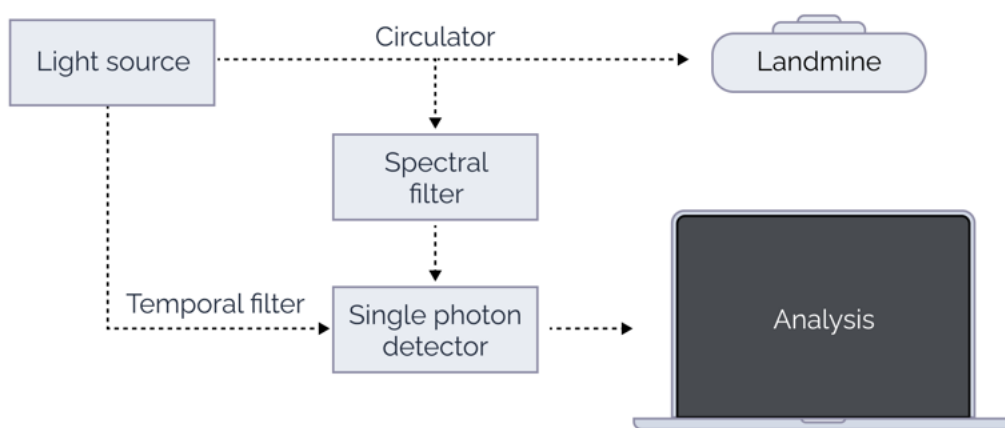 Light source
Circulator
Landmine
Spectral
filter
Temporal filter
Single photon
detector
Analysis